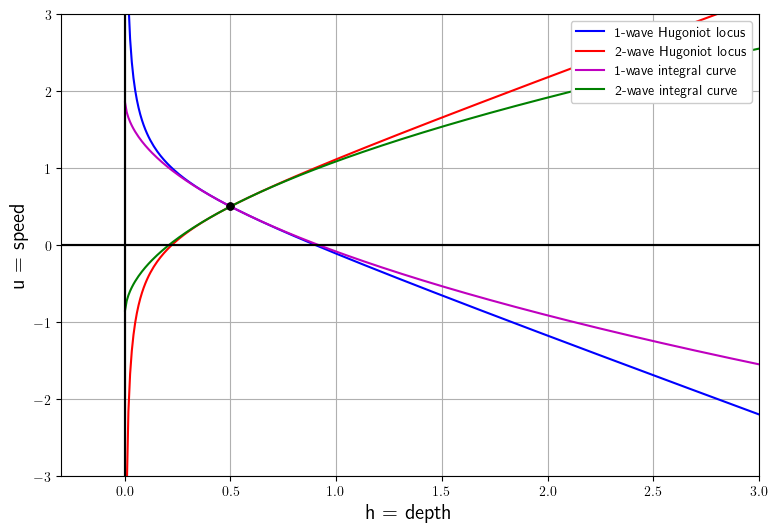 3
2
1
0
−1
−2
−3
u = speed
1-wave Hugoniot locus
2-wave Hugoniot locus
1-wave integral curve
2-wave integral curve
0.0 0.5 1.0 1.5 2.0 2.5 3.0
h = depth